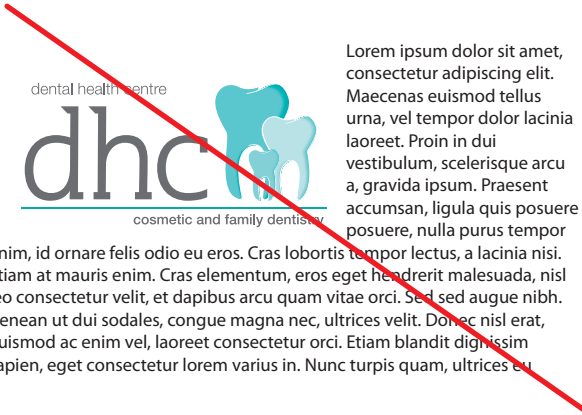 dental health centre
dhc
cosmetic and family dentistry
Lorem ipsum dolor sit amet,
consectetur adipiscing elit.
Maecenas euismod tellus
urna, vel tempor dolor lacinia
laoreet. Proin in dui
vestibulum, scelerisque arcu
a, gravida ipsum. Praesent
accumsan, ligula quis posuere
posuere, nulla purus tempor
nim, id ornare felis odio eu eros. Cras lobortis tempor lectus, a lacinia nisi.
tiam at mauris enim. Cras elementum, eros eget hendrerit malesuada, nisl
eo consectetur velit, et dapibus arcu quam vitae orci. Sed sed augue nibh.
enean ut dui sodales, congue magna nec, ultrices velit. Donec nisl erat,
uismod ac enim vel, laoreet consectetur orci. Etiam blandit dignissim
apien, eget consectetur lorem varius in. Nunc turpis quam, ultrices eu